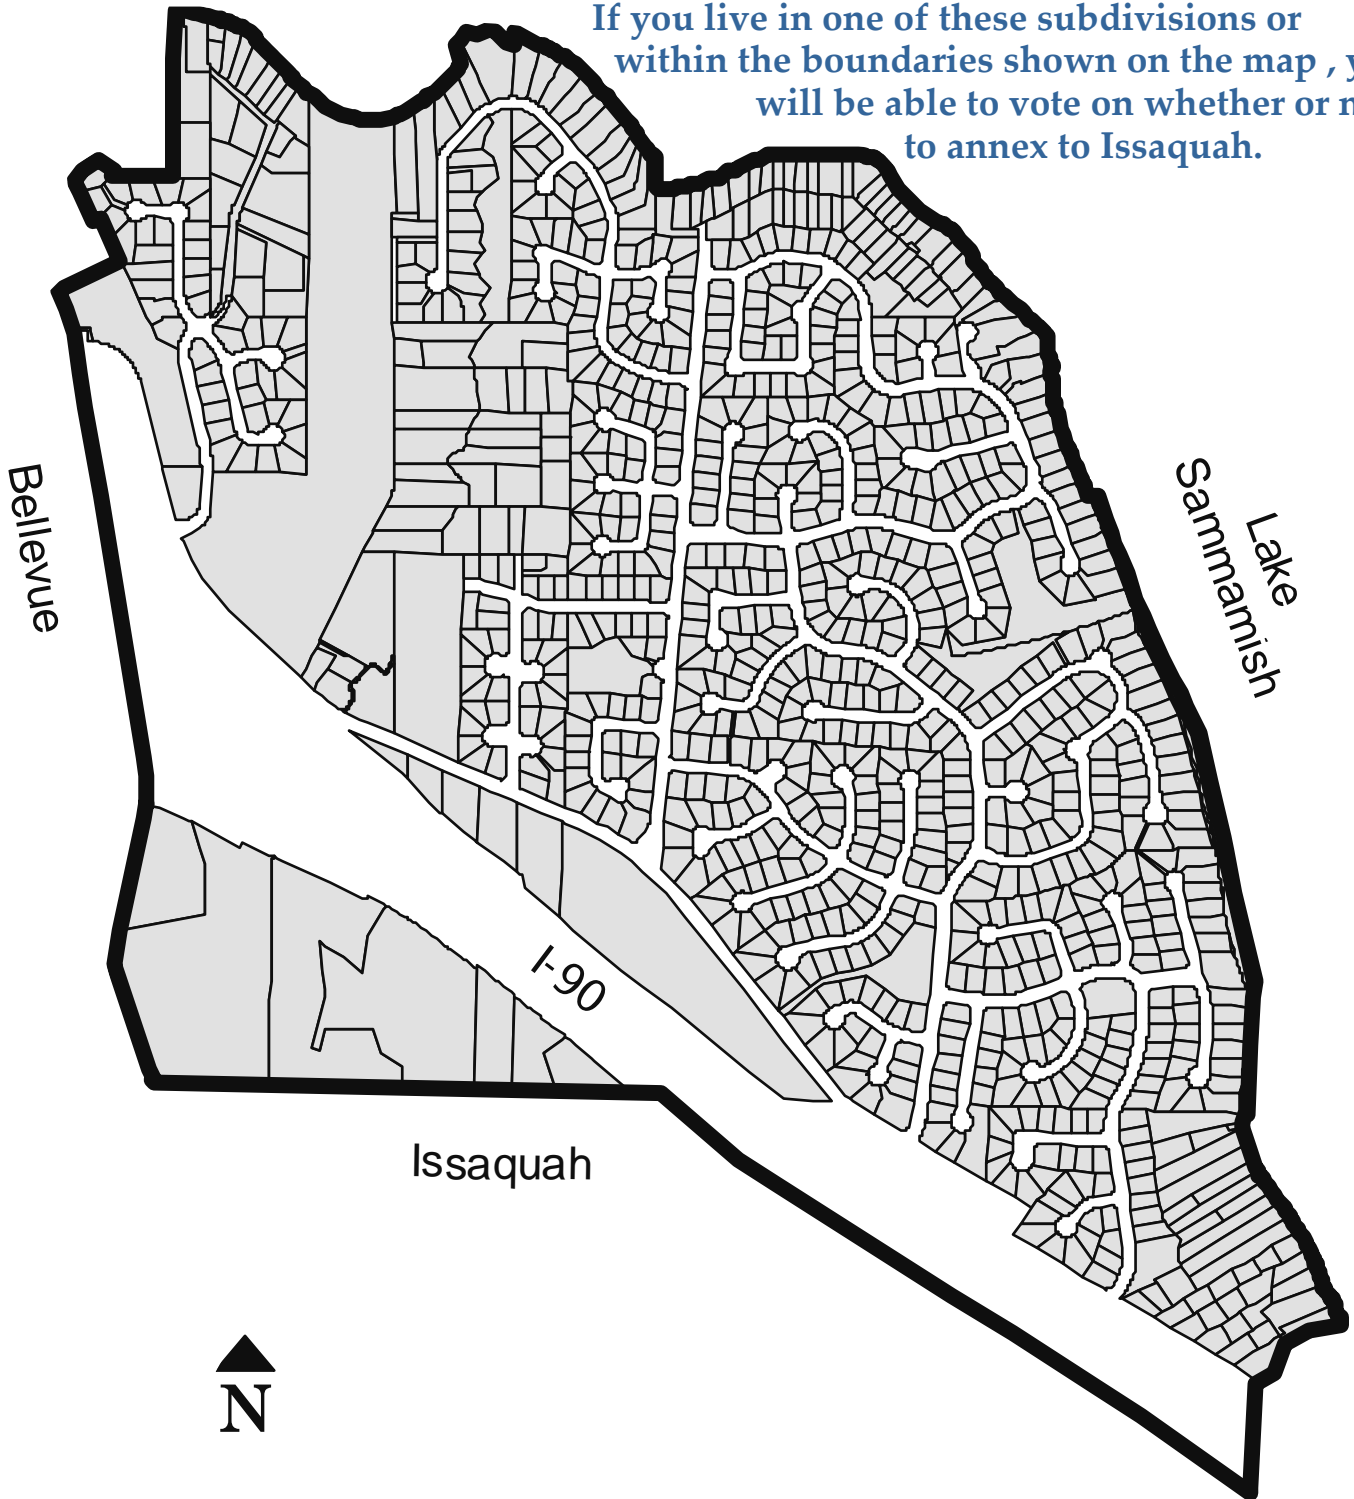 If you live in one of these subdivisions or
within the boundaries shown on the map , y
will be able to vote on whether or n
to annex to Issaquah.
Bellevue
Lake
Sammamish
I-90
Issaquah
N